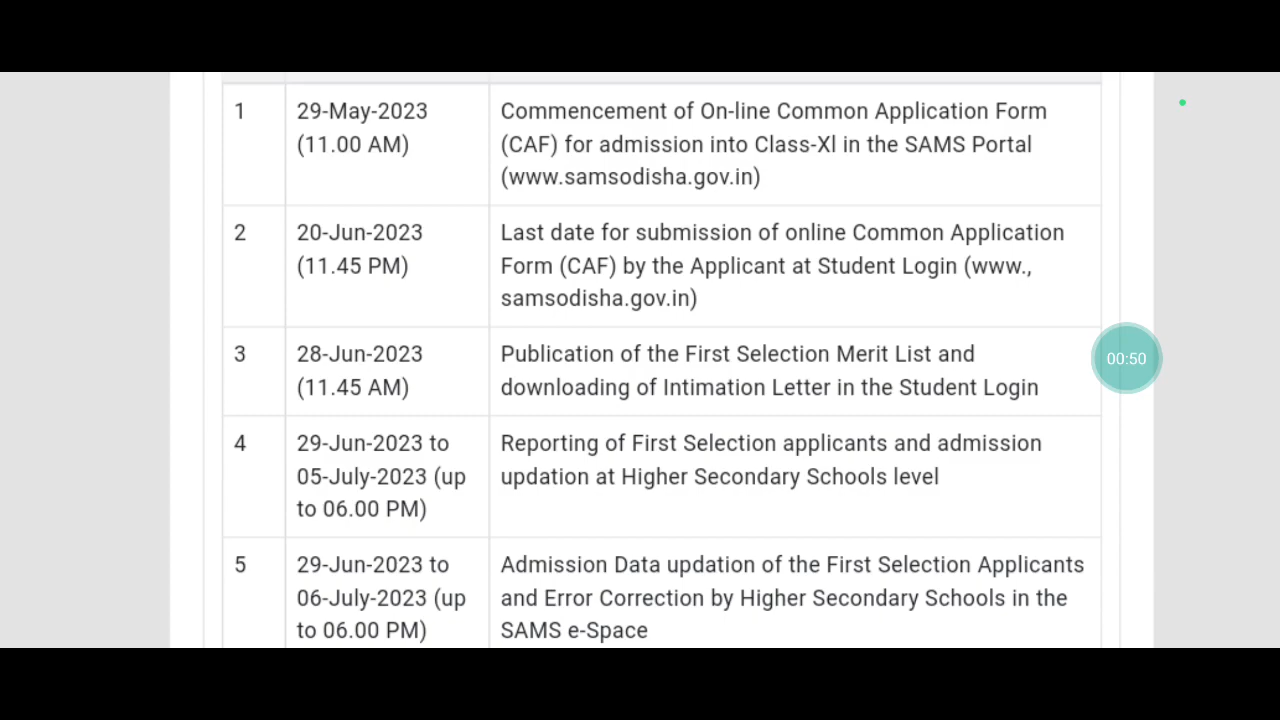 1
29-May-2023
(11.00 AM)
Commencement of On-line Common Application Form
(CAF) for admission into Class-Xl in the SAMS Portal
(www.samsodisha.gov.in)
2
20-Jun-2023
(11.45 PM)
Last date for submission of online Common Application
Form (CAF) by the Applicant at Student Login (www.,
samsodisha.gov.in)
3
28-Jun-2023
(11.45 AM)
Publication of the First Selection Merit List and
downloading of Intimation Letter in the Student Login
4
29-Jun-2023 to
05-July-2023 (up
to 06.00 PM)
Reporting of First Selection applicants and admission
updation at Higher Secondary Schools level
5
29-Jun-2023 to
06-July-2023 (up
to 06.00 PM)
Admission Data updation of the First Selection Applicants
and Error Correction by Higher Secondary Schools in the
SAMS e-Space
00:50